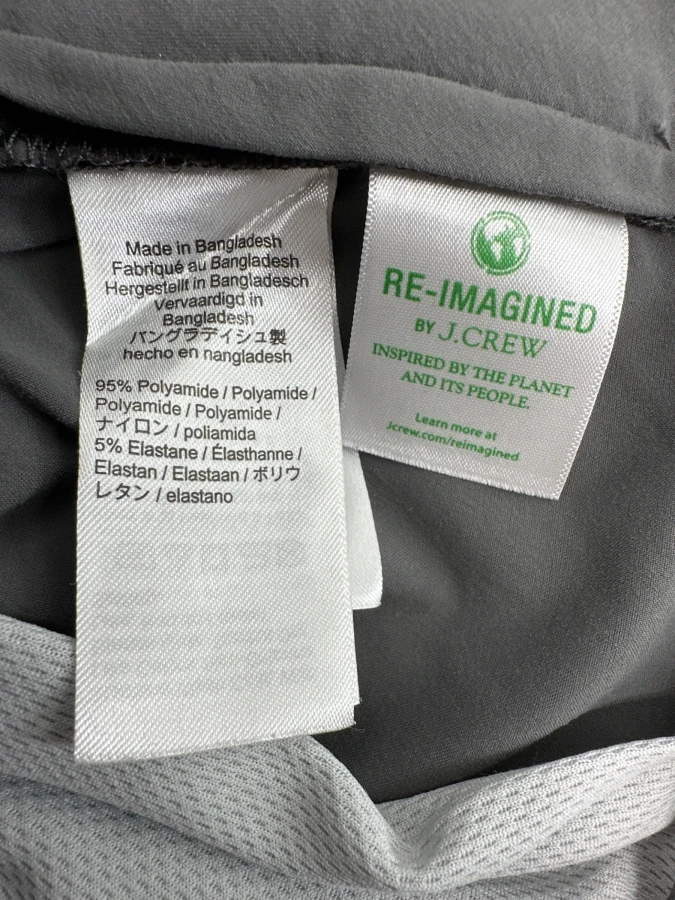 Made in Bangladesh
Fabriqué au Bangladesh
Hergestellt in Bangladesch
Vervaardigd in
Bangladesh
バングラデイシュ製
hecho en nangladesh
95% Polyamide / Polyamide /
Polyamide / Polyamide /
ナイロン / poliamida
5% Elastane / Élasthanne /
Elastan / Elastaan / ポリウ
レタン / elastano
RE-IMAGINED
BY J.CREW
INSPIRED BY THE PLANET
AND ITS PEOPLE.
Learn more at
Jcrew.com/reimagined